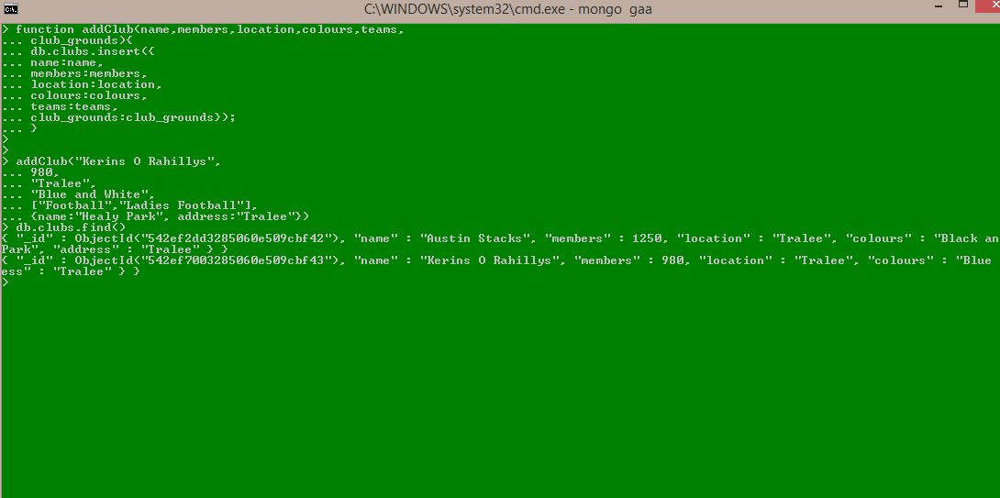 C:\WINDOWS\system32\cmd.exe - mongo  gaa
> function addClub(name,members,location,colours,teams,
... club_grounds){
... db.clubs.insert({
... name:name,
... members:members,
... location:location,
... colours:colours,
... teams:teams,
... club_grounds:club_grounds});
... }
>
>
> addClub("Kerins O Rahillys",
... 980,
... "Tralee",
... "Blue and White",
... ["Football","Ladies Football"],
... {name:"Healy Park", address:"Tralee"})
> db.clubs.find()
{ "_id" : ObjectId("542ef2dd3285060e509cbf42"), "name" : "Austin Stacks", "members" : 1250, "location" : "Tralee", "colours" : "Black an
Park", "address" : "Tralee" } }
{ "_id" : ObjectId("542ef7003285060e509cbf43"), "name" : "Kerins O Rahillys", "members" : 980, "location" : "Tralee", "colours" : "Blue
ess" : "Tralee" } }
>